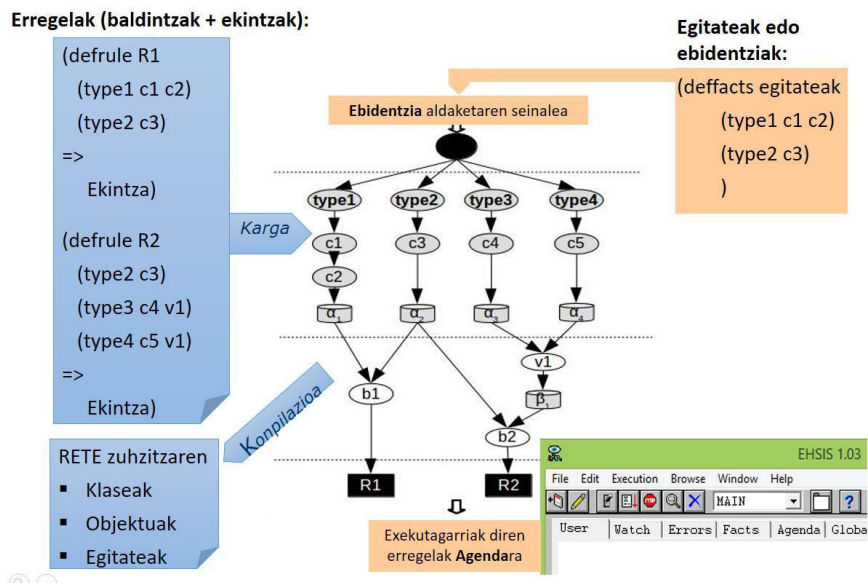 Erregelak (baldintzak + ekintzak):
(defrule R1
(type1 c1 c2)
(type2 c3)
=>
Ekintza)
(defrule R2
(type2 c3)
(type3 c4 v1)
(type4 c5 v1)
=>
Ekintza)
Karga
Konpilazioa
RETE zuhzitzaren
▪ Klaseak
▪ Objektuak
▪ Egitateak
Ebidentzia aldaketaren seinalea
type1 type2 type3 type4
c1 c3 c4 c5
c2
α1 α2 α3 α4
v1
b1
β1
b2
R1 R2
Exekutagarriak diren
erregelak Agendara
Egitateak edo
ebidentziak:
(deffacts egitateak
(type1 c1 c2)
(type2 c3)
)
EHSIS 1.03
File Edit Execution Browse Window Help
MAIN
User Watch Errors Facts Agenda Globa